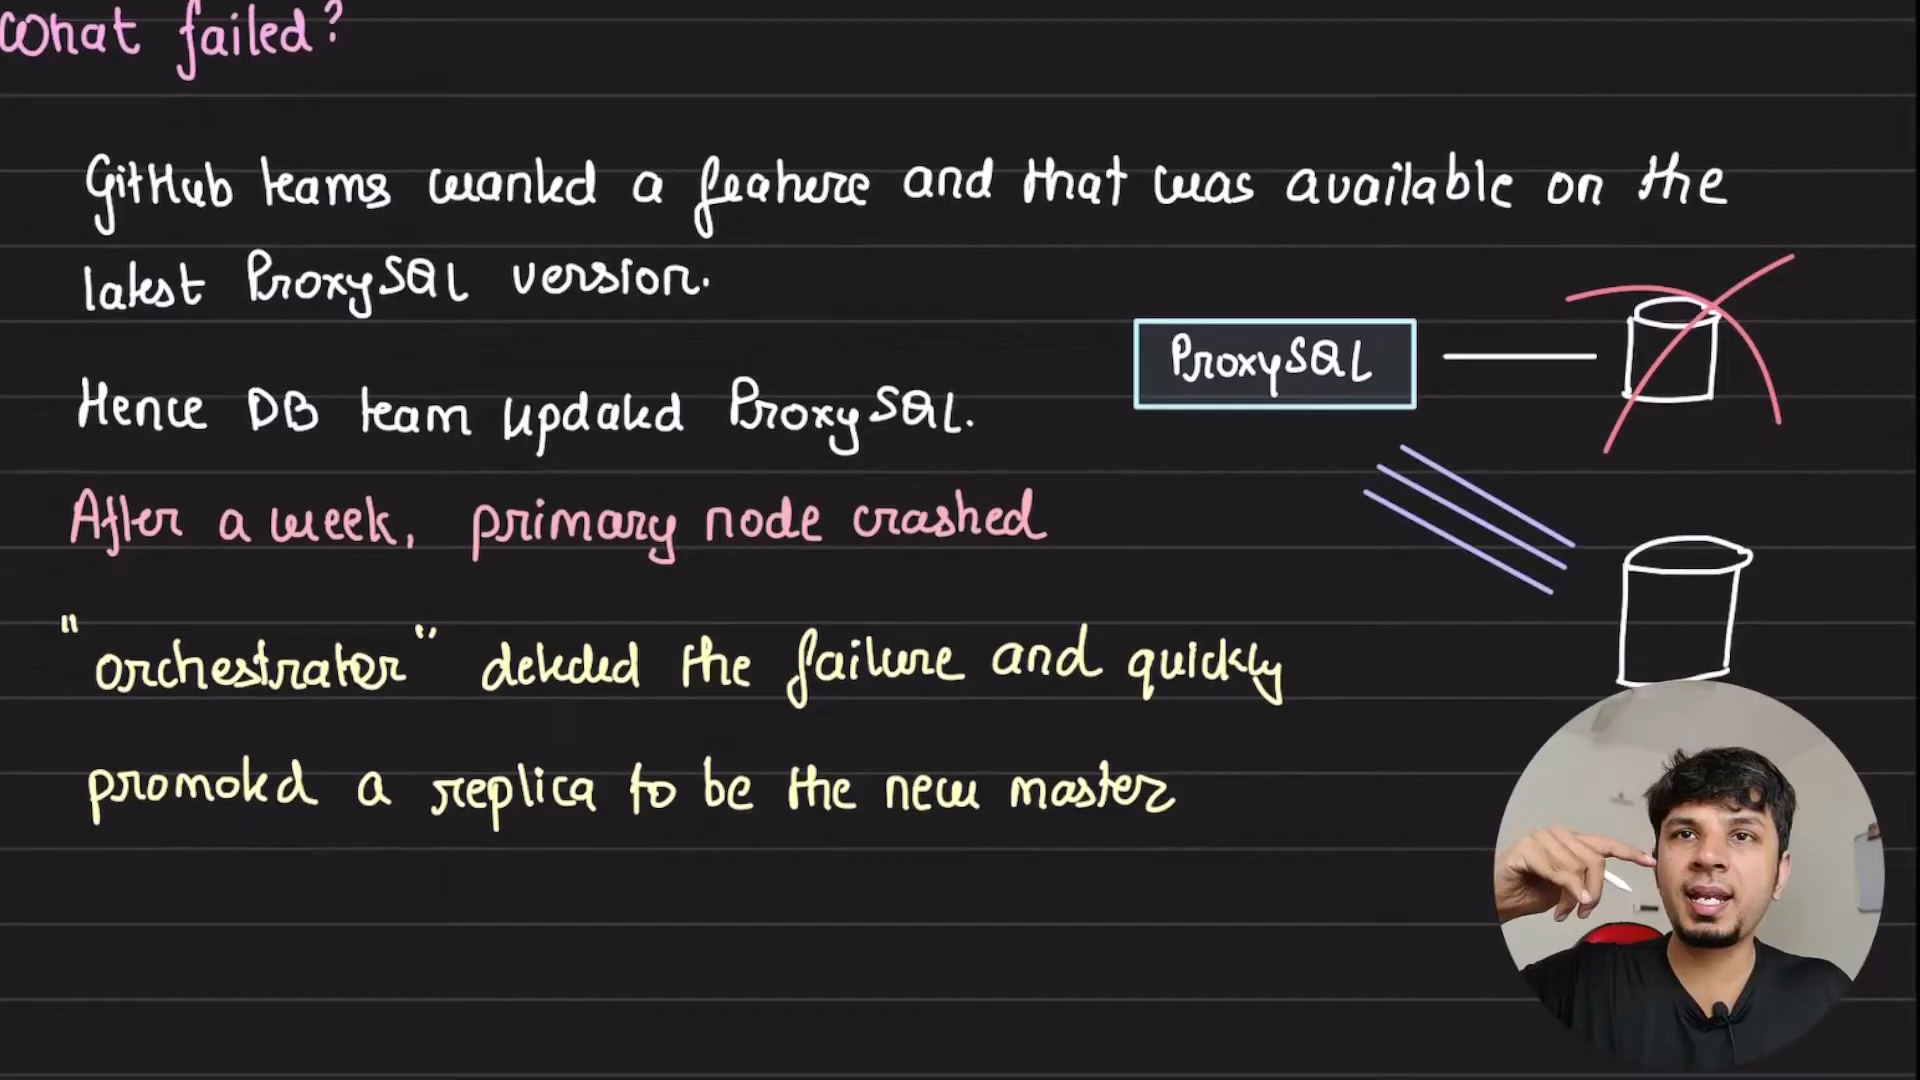 What failed?
GitHub teams wanted a feature and that was available on the
latest ProxySQL version.
Hence DB team updated ProxySQL.
ProxySQL
After a week, primary node crashed
"orchestrator" detected the failure and quickly
promoted a replica to be the new master